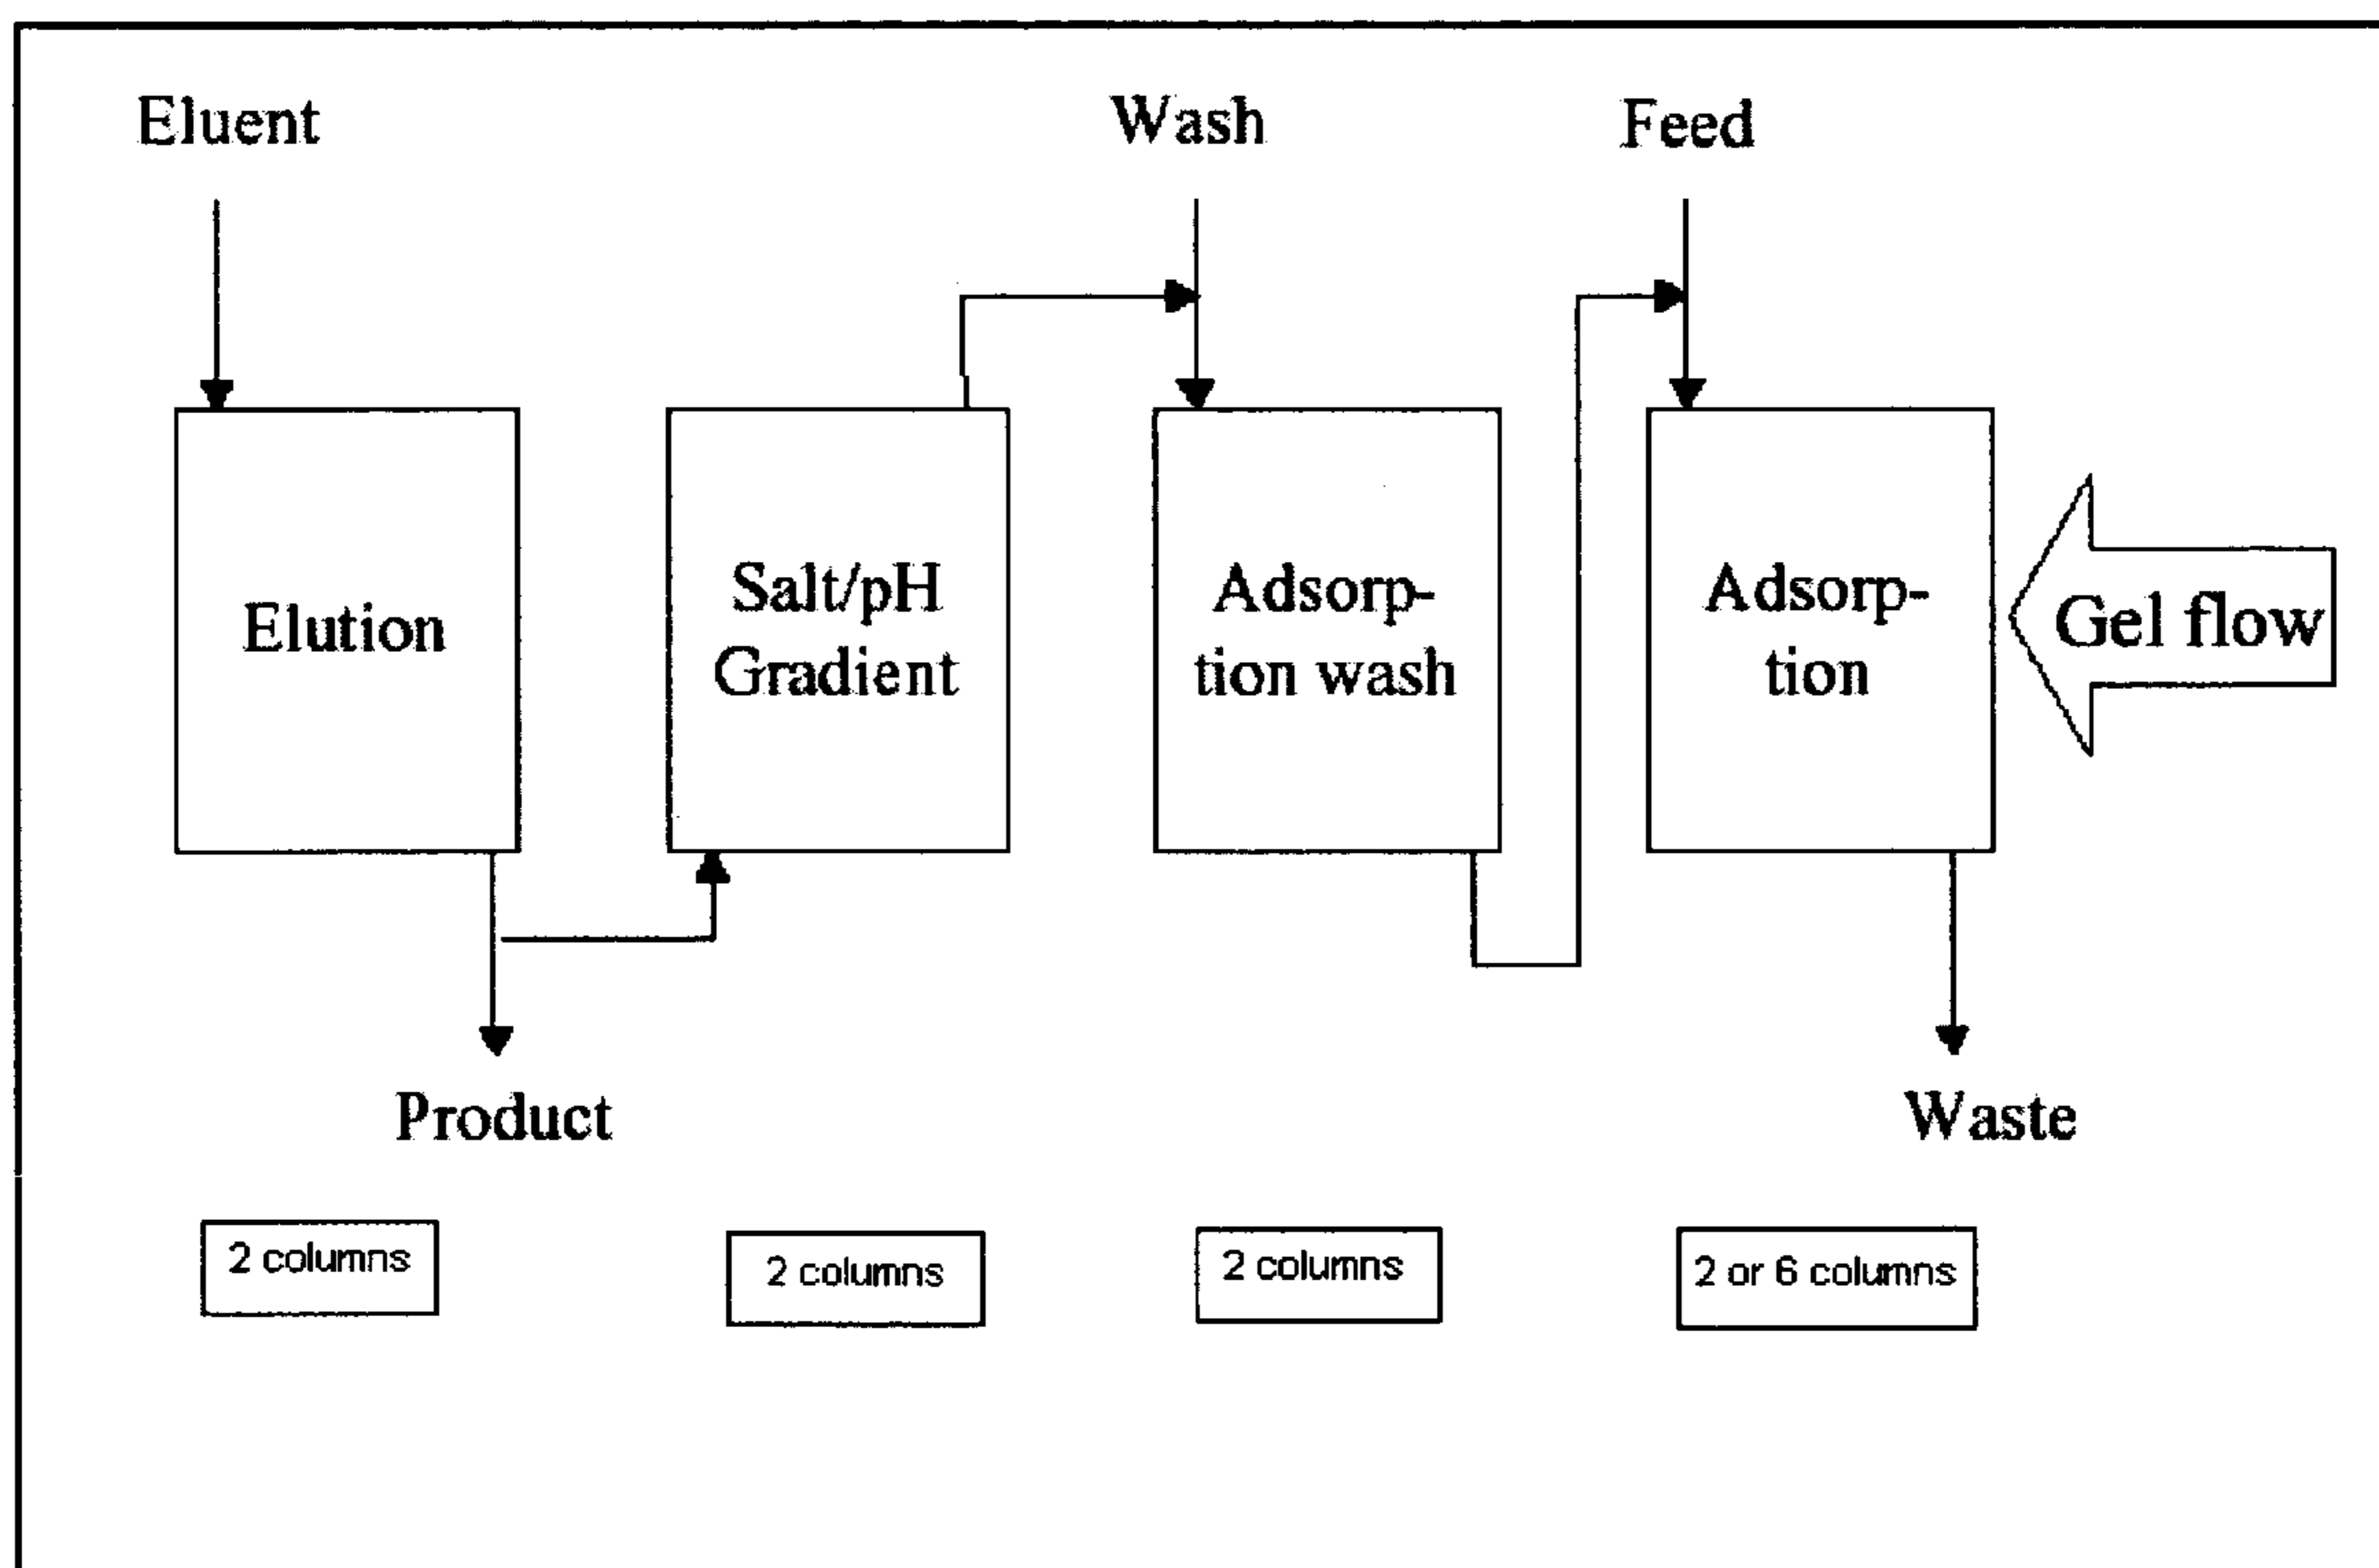 Eluent
Wash
Feed
Elution
Salt/pH
Gradient
Adsorp-
tion wash
Adsorp-
tion
Gel flow
Product
Waste
2 columns
2 columns
2 columns
2 or 6 columns